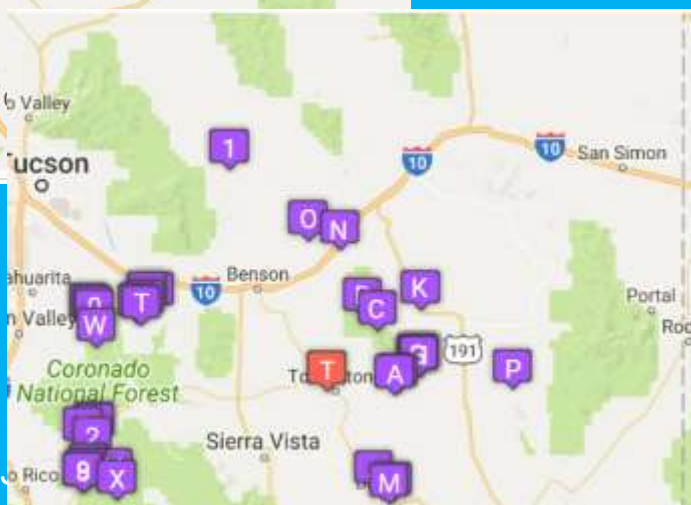 o Valley
1
Tucson
10
10
San Simon
O
N
ahuarita
Benson
10
K
T
C
W
n Valley
Portal
191
T
A
P
Coronado
National Forest
Sierra Vista
2
o Rico
9
X
M